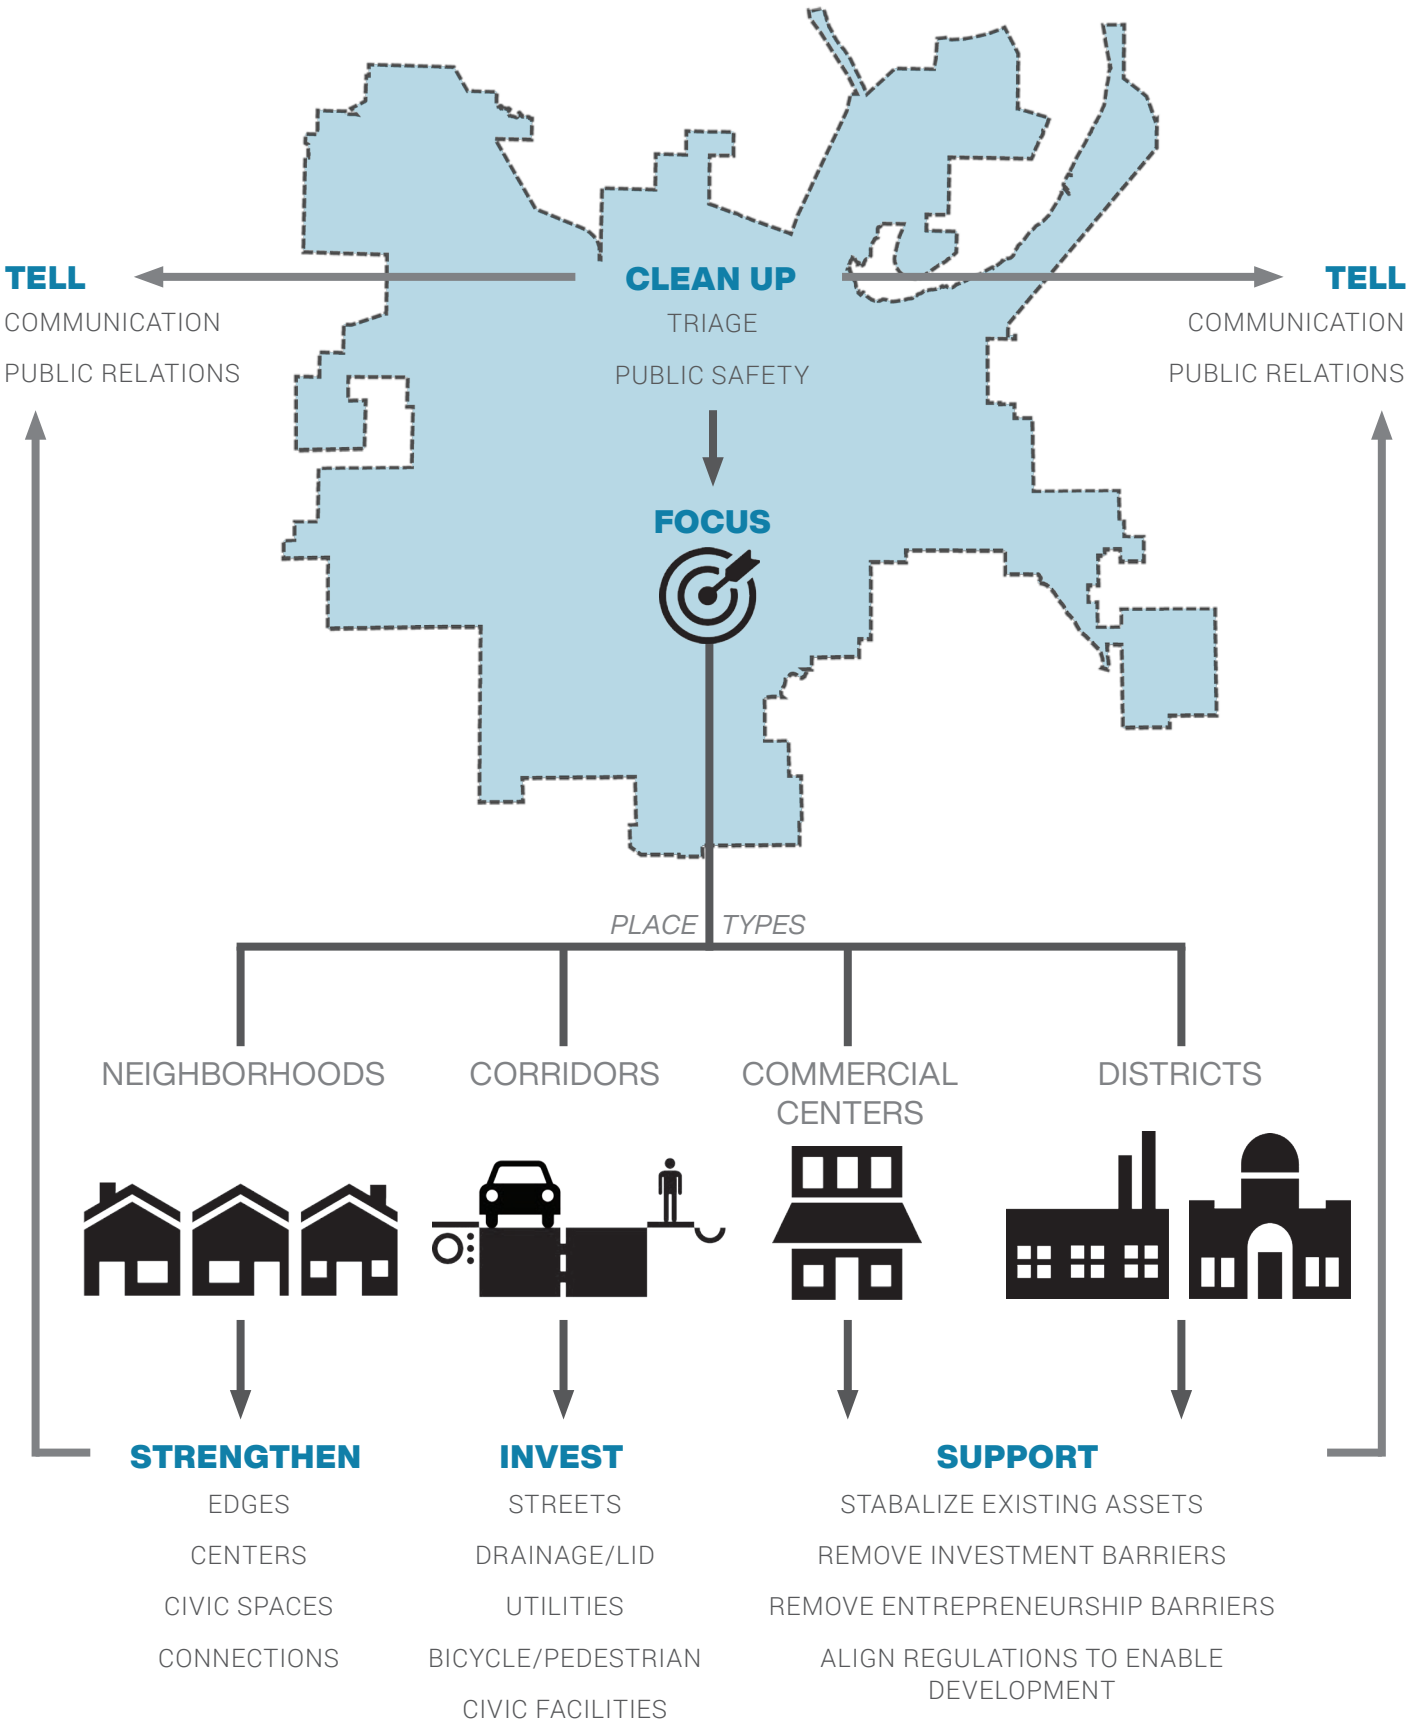 TELL
COMMUNICATION
PUBLIC RELATIONS
CLEAN UP
TRIAGE
PUBLIC SAFETY
TELL
COMMUNICATION
PUBLIC RELATIONS
FOCUS
PLACE TYPES
NEIGHBORHOODS
CORRIDORS
COMMERCIAL
CENTERS
DISTRICTS
STRENGTHEN
EDGES
CENTERS
CIVIC SPACES
CONNECTIONS
INVEST
STREETS
DRAINAGE/LID
UTILITIES
BICYCLE/PEDESTRIAN
CIVIC FACILITIES
SUPPORT
STABALIZE EXISTING ASSETS
REMOVE INVESTMENT BARRIERS
REMOVE ENTREPRENEURSHIP BARRIERS
ALIGN REGULATIONS TO ENABLE
DEVELOPMENT